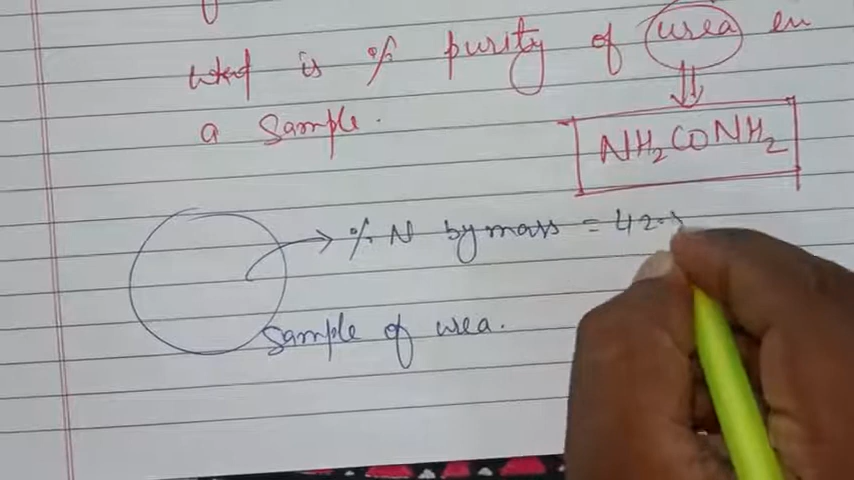 what is % purity of urea in
a sample.
NH₂CONH₂
% N by mass = 42.
Sample of urea.